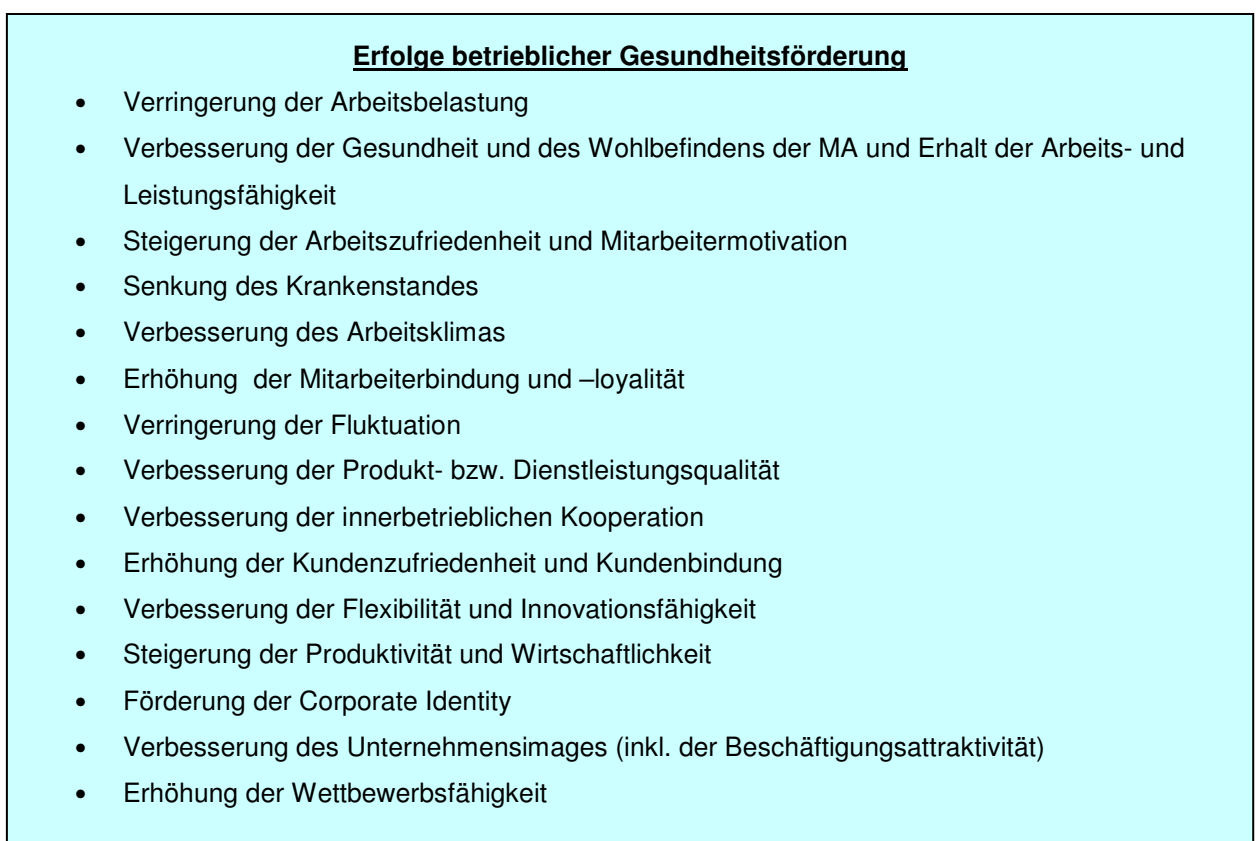 Erfolge betrieblicher Gesundheitsförderung
• Verringerung der Arbeitsbelastung
• Verbesserung der Gesundheit und des Wohlbefindens der MA und Erhalt der Arbeits- und
Leistungsfähigkeit
• Steigerung der Arbeitszufriedenheit und Mitarbeitermotivation
• Senkung des Krankenstandes
• Verbesserung des Arbeitsklimas
• Erhöhung  der Mitarbeiterbindung und –loyalität
• Verringerung der Fluktuation
• Verbesserung der Produkt- bzw. Dienstleistungsqualität
• Verbesserung der innerbetrieblichen Kooperation
• Erhöhung der Kundenzufriedenheit und Kundenbindung
• Verbesserung der Flexibilität und Innovationsfähigkeit
• Steigerung der Produktivität und Wirtschaftlichkeit
• Förderung der Corporate Identity
• Verbesserung des Unternehmensimages (inkl. der Beschäftigungsattraktivität)
• Erhöhung der Wettbewerbsfähigkeit